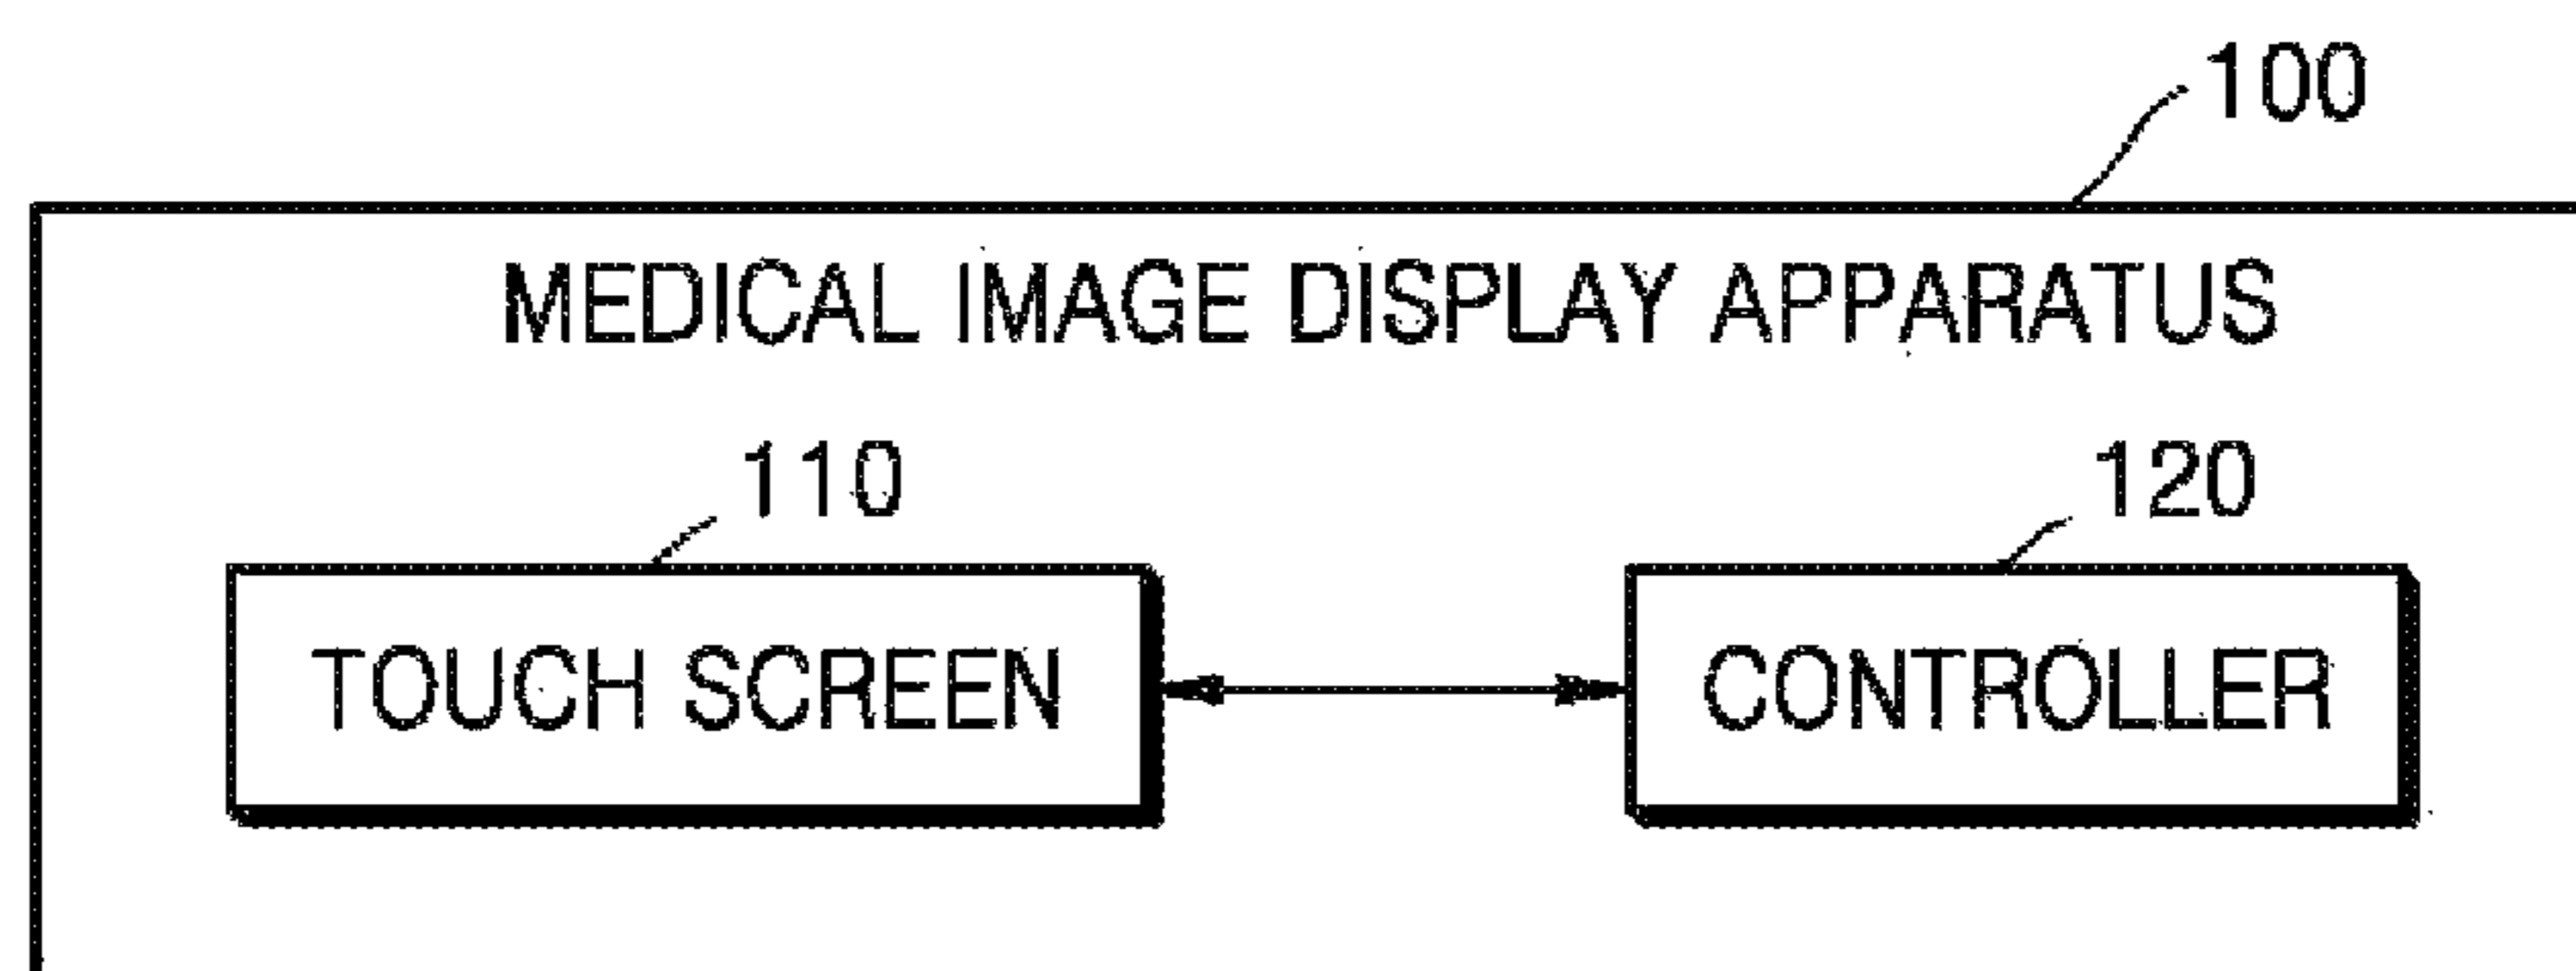 100
MEDICAL IMAGE DISPLAY APPARATUS
110 120
TOUCH SCREEN CONTROLLER